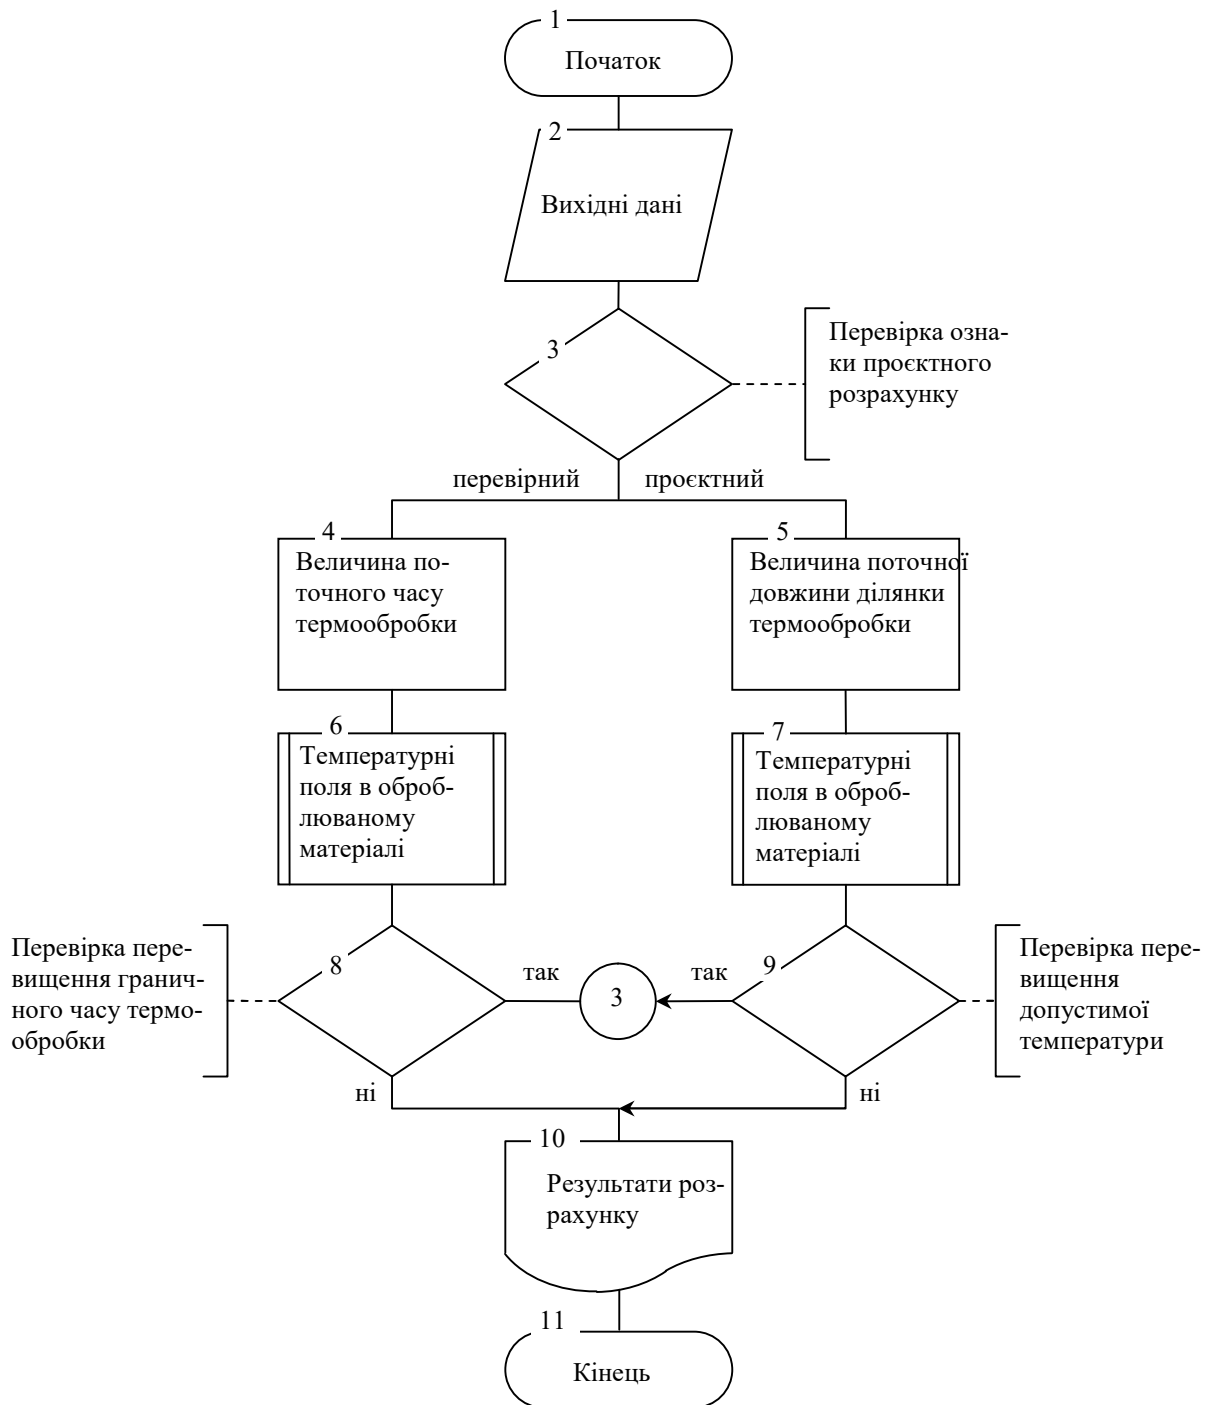 1
Початок
2
Вихідні дані
3
Перевірка озна-
ки проєктного
розрахунку
перевірний
проєктний
4
Величина по-
точного часу
термообробки
5
Величина поточної
довжини ділянки
термообробки
6
Температурні
поля в оброб-
люваному
матеріалі
7
Температурні
поля в оброб-
люваному
матеріалі
Перевірка пере-
вищення гранич-
ного часу термо-
обробки
8
так
3
так
9
Перевірка пере-
вищення
допустимої
температури
ні
ні
10
Результати роз-
рахунку
11
Кінець